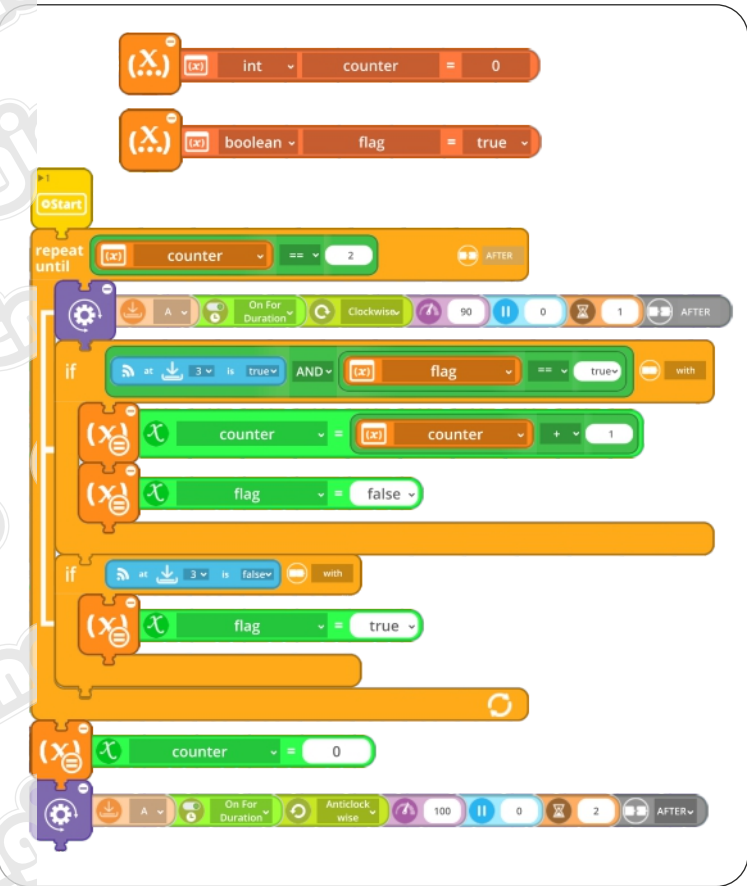 (x) int counter = 0
(x) boolean flag = true
1
Start
repeat until (x) counter == 2 AFTER
A On For Duration Clockwise 90 0 1 AFTER
if at 3 is true AND (x) flag == true with
(x) x counter = (x) counter + 1
(x) x flag = false
if at 3 is false with
(x) x flag = true
(x) x counter = 0
A On For Duration Anticlock wise 100 0 2 AFTER